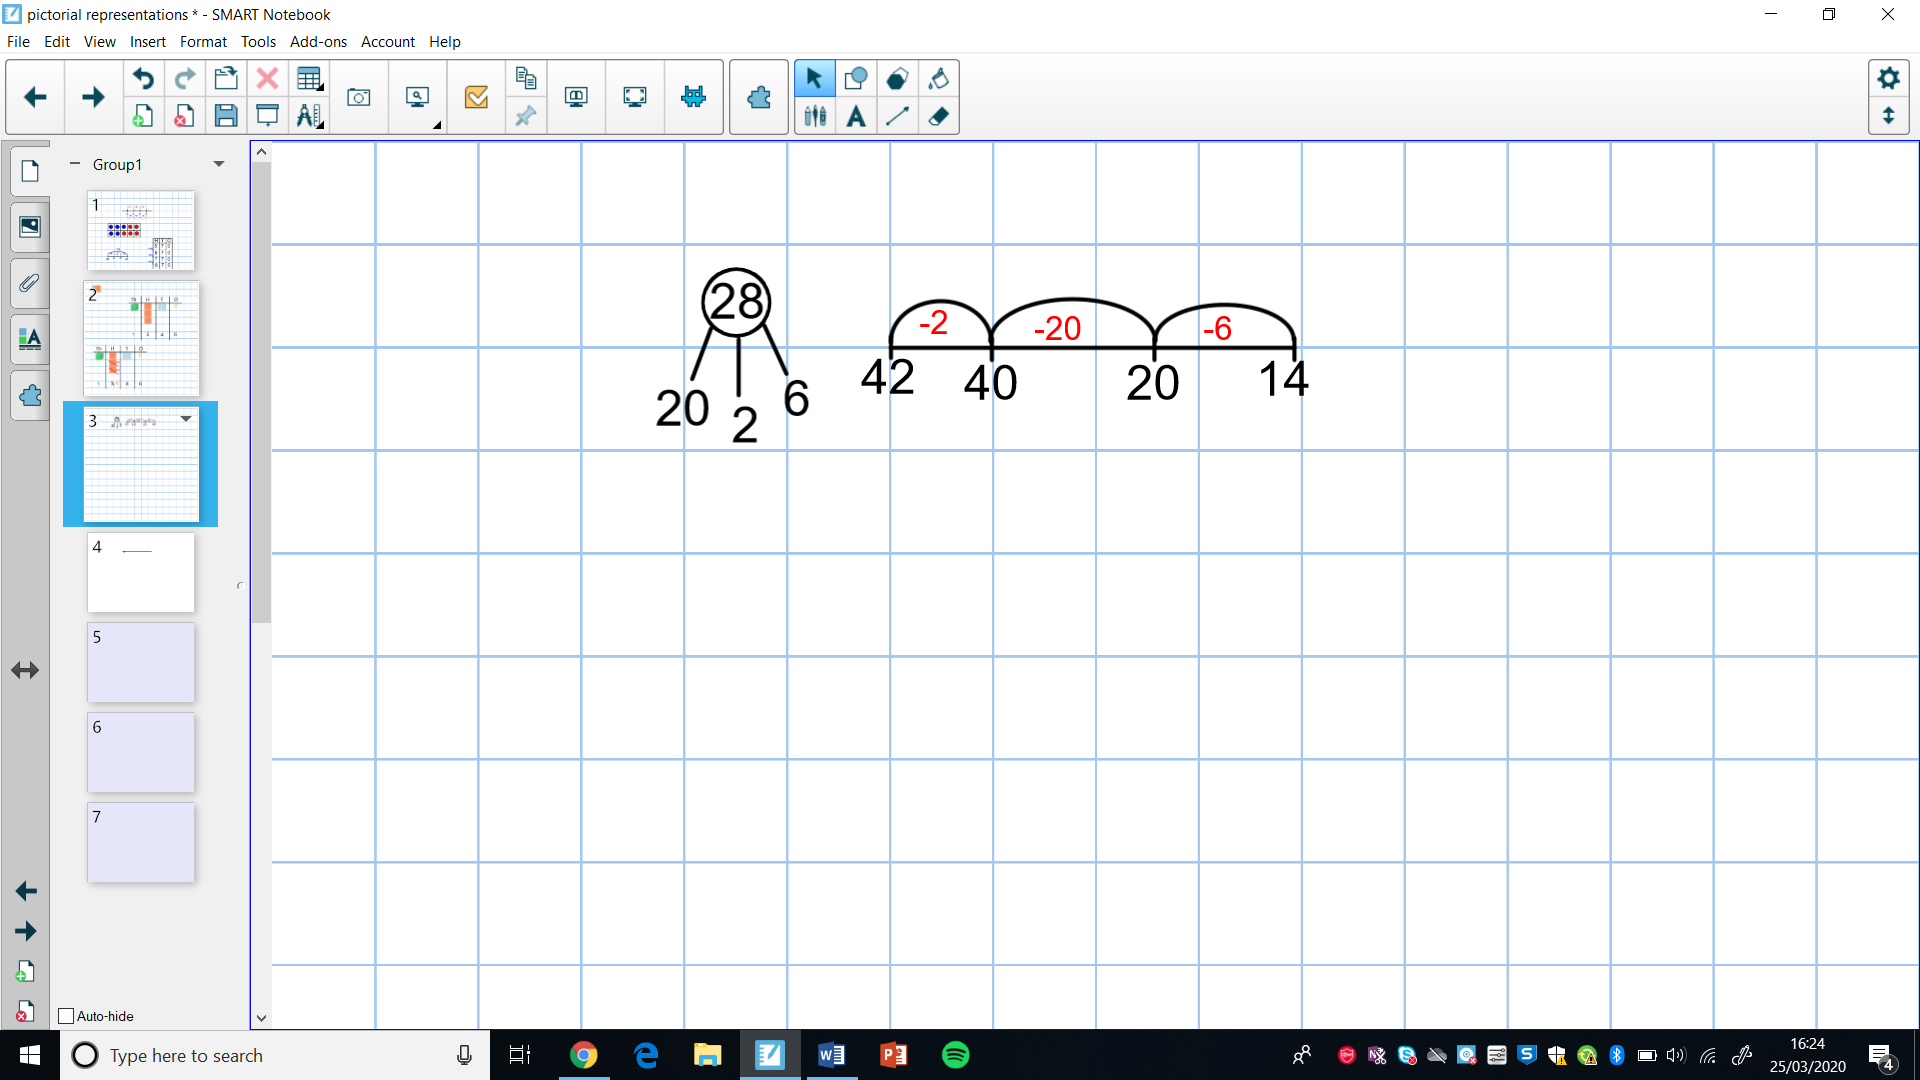 pictorial representations * - SMART Notebook
File Edit View Insert Format Tools Add-ons Account Help
Group1
1
2
3
4
5
6
7
Auto-hide
28
20 2 6
-2 -20 -6
42 40 20 14
Type here to search
16:24
25/03/2020
4